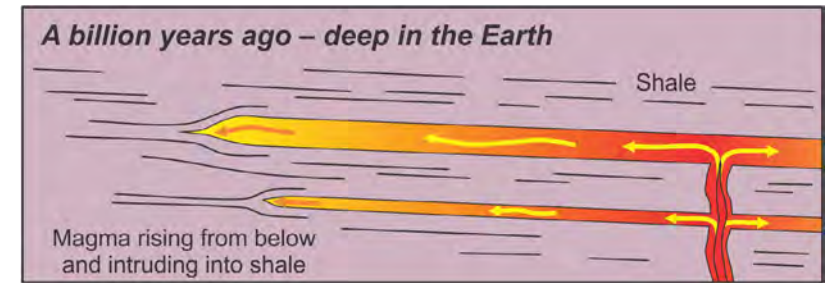 A billion years ago – deep in the Earth
Shale
Magma rising from below
and intruding into shale